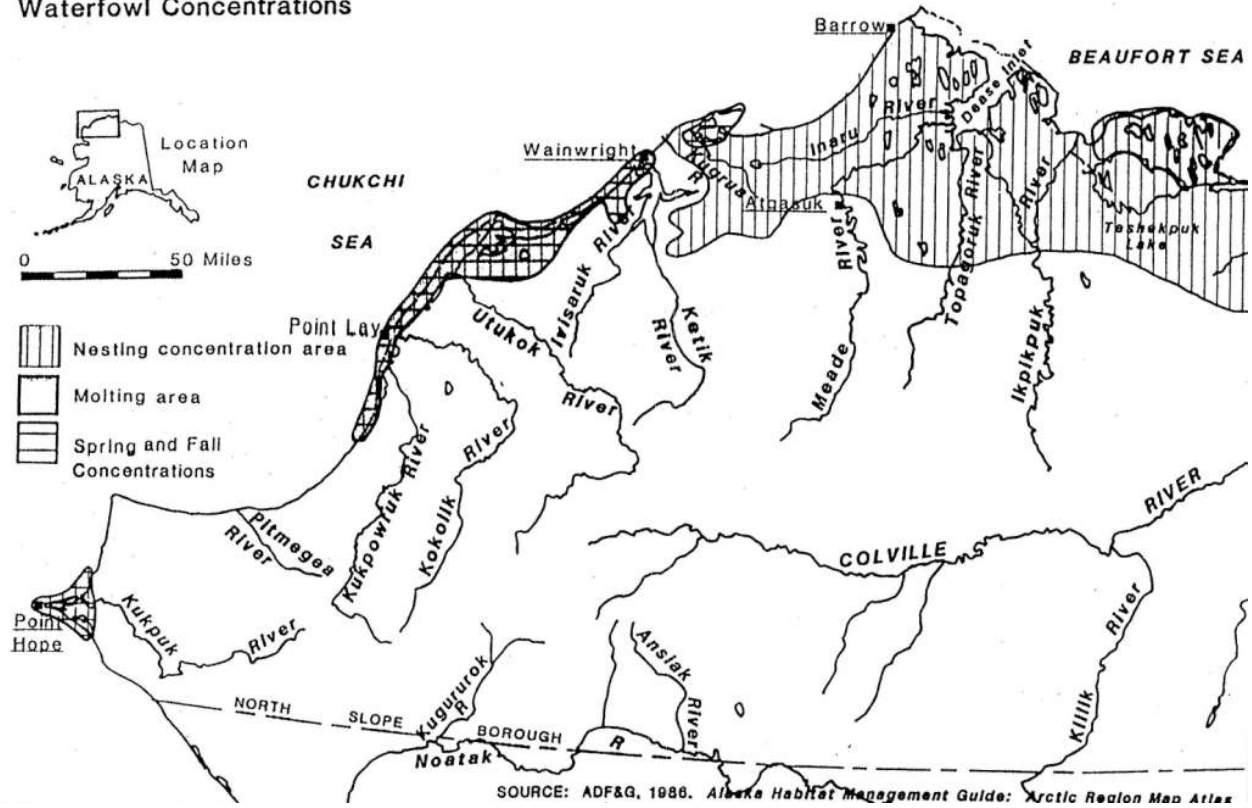 Waterfowl Concentrations
Barrow
BEAUFORT SEA
Dease Inlet
Inaru River
Location
Map
ALASKA
Wainwright
Kugrua
R
CHUKCHI
SEA
Atqasuk
Teshekpuk
Lake
0 50 Miles
Point Lay
Utukok
River
Ivisaruk River
Ketik
River
Meade River
Topagoruk River
Ikpikpuk River
Nesting concentration area
Molting area
Spring and Fall
Concentrations
Kukpowruk River
Kokolik River
Pitmegea
River
COLVILLE RIVER
Point
Hope
Kukpuk River
Kugururok
R
Anslak
River
Killik River
NORTH SLOPE BOROUGH
Noatak R
SOURCE: ADF&G, 1986. Alaska Habitat Management Guide: Arctic Region Map Atlas